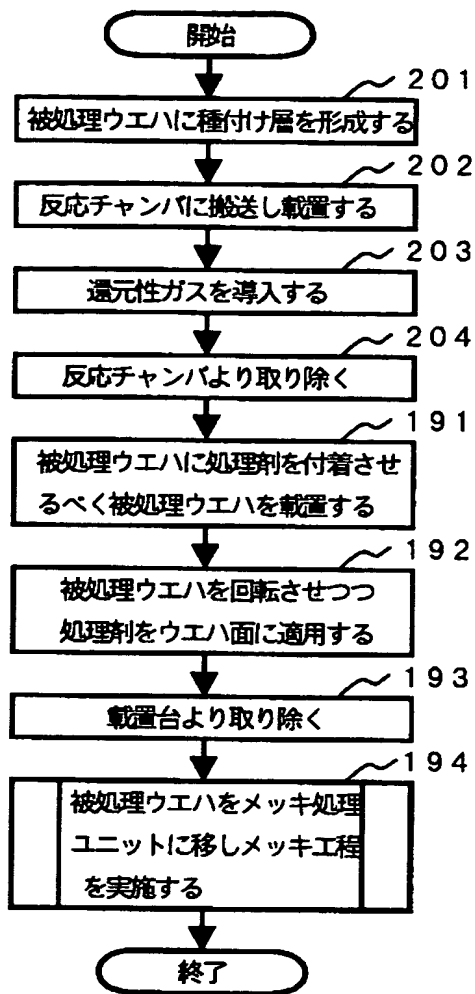 開始
201
被処理ウエハに種付け層を形成する
202
反応チャンバに搬送し載置する
203
還元性ガスを導入する
204
反応チャンバより取り除く
191
被処理ウエハに処理剤を付着させ
るべく被処理ウエハを載置する
192
被処理ウエハを回転させつつ
処理剤をウエハ面に適用する
193
載置台より取り除く
194
被処理ウエハをメッキ処理
ユニットに移しメッキ工程
を実施する
終了